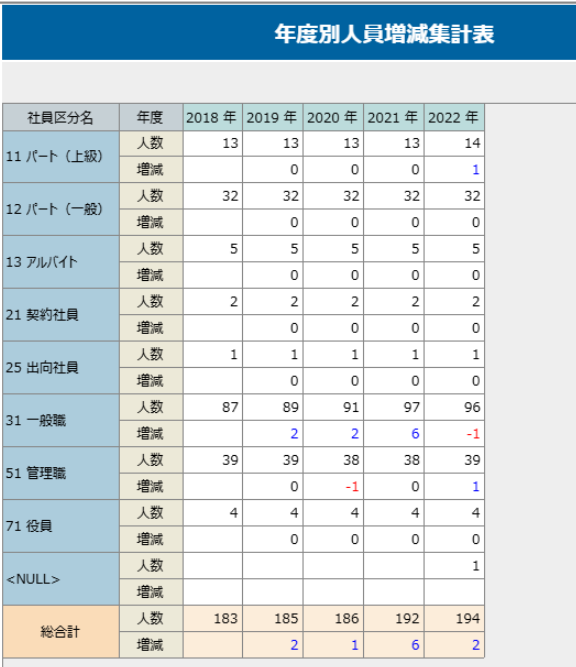 年度別人員増減集計表
社員区分名 年度 2018 年 2019 年 2020 年 2021 年 2022 年
11 パート（上級） 人数 13 13 13 13 14
増減 0 0 0 1
12 パート（一般） 人数 32 32 32 32 32
増減 0 0 0 0
13 アルバイト 人数 5 5 5 5 5
増減 0 0 0 0
21 契約社員 人数 2 2 2 2 2
増減 0 0 0 0
25 出向社員 人数 1 1 1 1 1
増減 0 0 0 0
31 一般職 人数 87 89 91 97 96
増減 2 2 6 -1
51 管理職 人数 39 39 38 38 39
増減 0 -1 0 1
71 役員 人数 4 4 4 4 4
増減 0 0 0 0
<NULL> 人数 1
増減
総合計 人数 183 185 186 192 194
増減 2 1 6 2